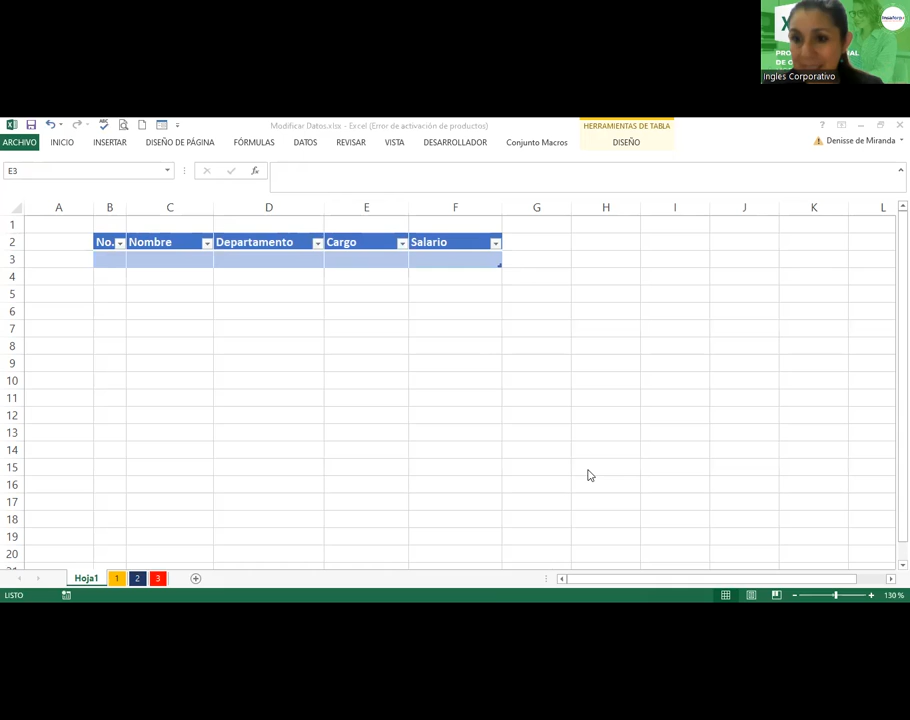 Ingles Corporativo
Modificar Datos.xlsx - Excel (Error de activación de productos)
HERRAMIENTAS DE TABLA
?
ARCHIVO INICIO INSERTAR DISEÑO DE PÁGINA FÓRMULAS DATOS REVISAR VISTA DESARROLLADOR Conjunto Macros DISEÑO Denisse de Miranda
E3 fx
A B C D E F G H I J K L
1
2 No. Nombre Departamento Cargo Salario
3
4
5
6
7
8
9
10
11
12
13
14
15
16
17
18
19
20
Hoja1 1 2 3
LISTO 130 %